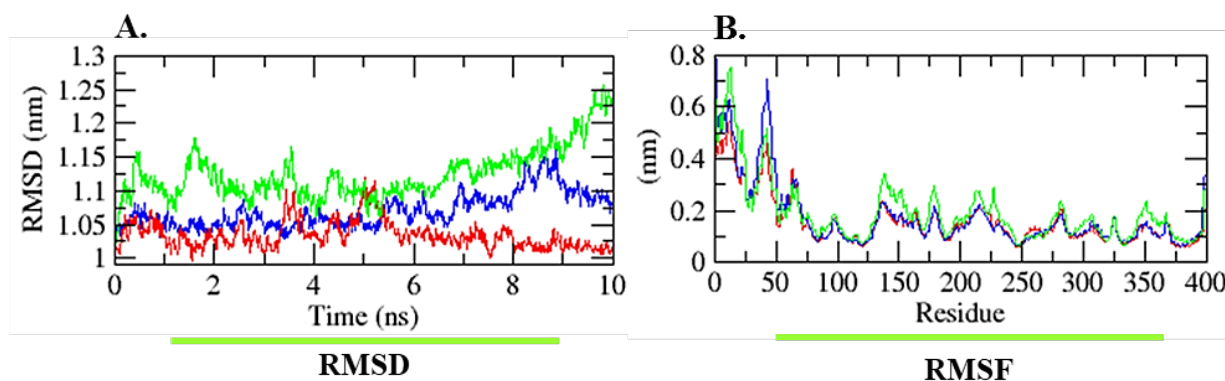 A.
RMSD (nm)
1.3
1.25
1.2
1.15
1.1
1.05
1
0 2 4 6 8 10
Time (ns)
RMSD
B.
(nm)
0.8
0.6
0.4
0.2
0
0 50 100 150 200 250 300 350 400
Residue
RMSF